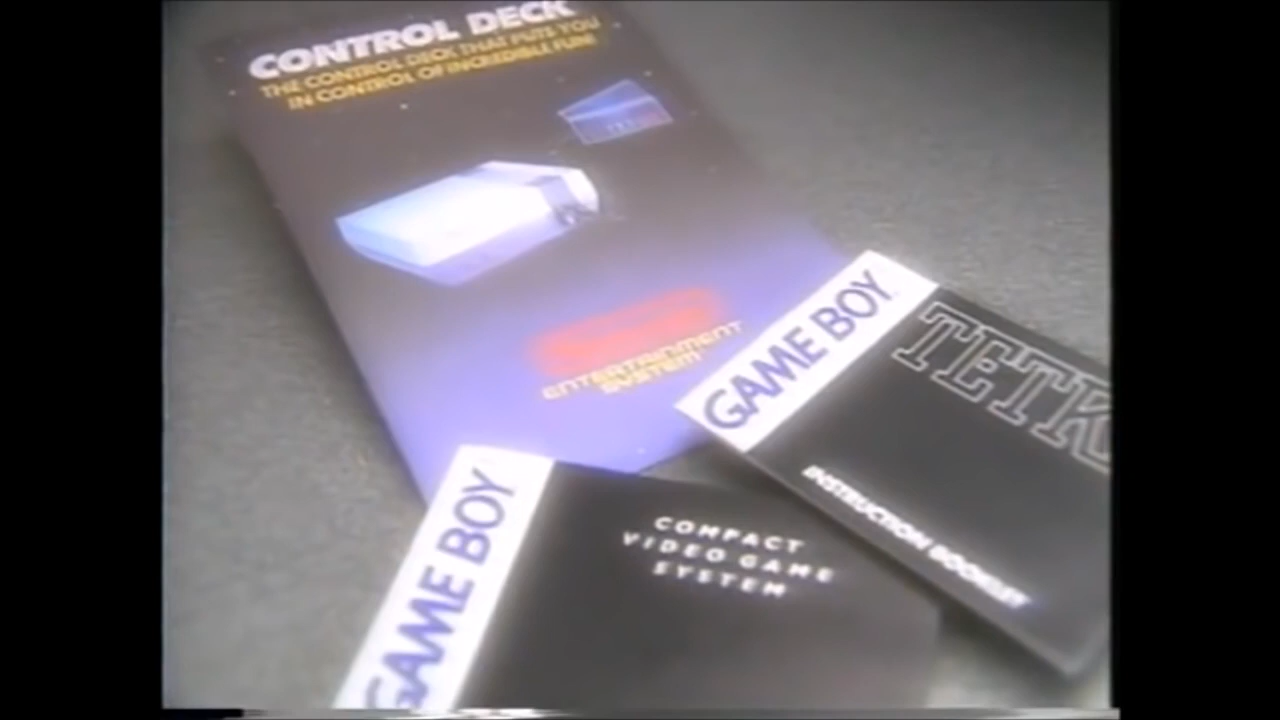 CONTROL DECK
THE CONTROL DECK THAT PUTS YOU
IN CONTROL OF INCREDIBLE FUN!
ENTERTAINMENT
SYSTEM
GAME BOY
TETR
INSTRUCTION BOOKLET
GAME BOY
COMPACT
VIDEO GAME
SYSTEM